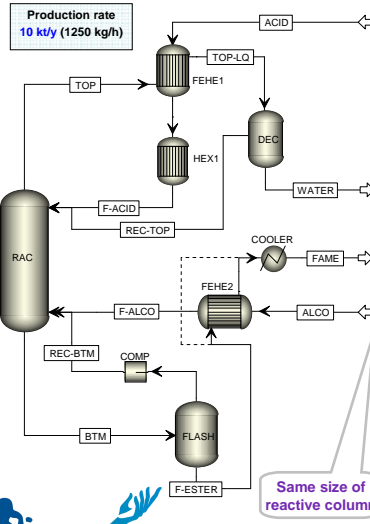 Production rate
10 kt/y (1250 kg/h)
ACID
TOP-LQ
FEHE1
TOP
DEC
HEX1
WATER
F-ACID
REC-TOP
RAC
COOLER
FAME
FEHE2
F-ALCO
ALCO
REC-BTM
COMP
BTM
FLASH
F-ESTER
Same size of
reactive column